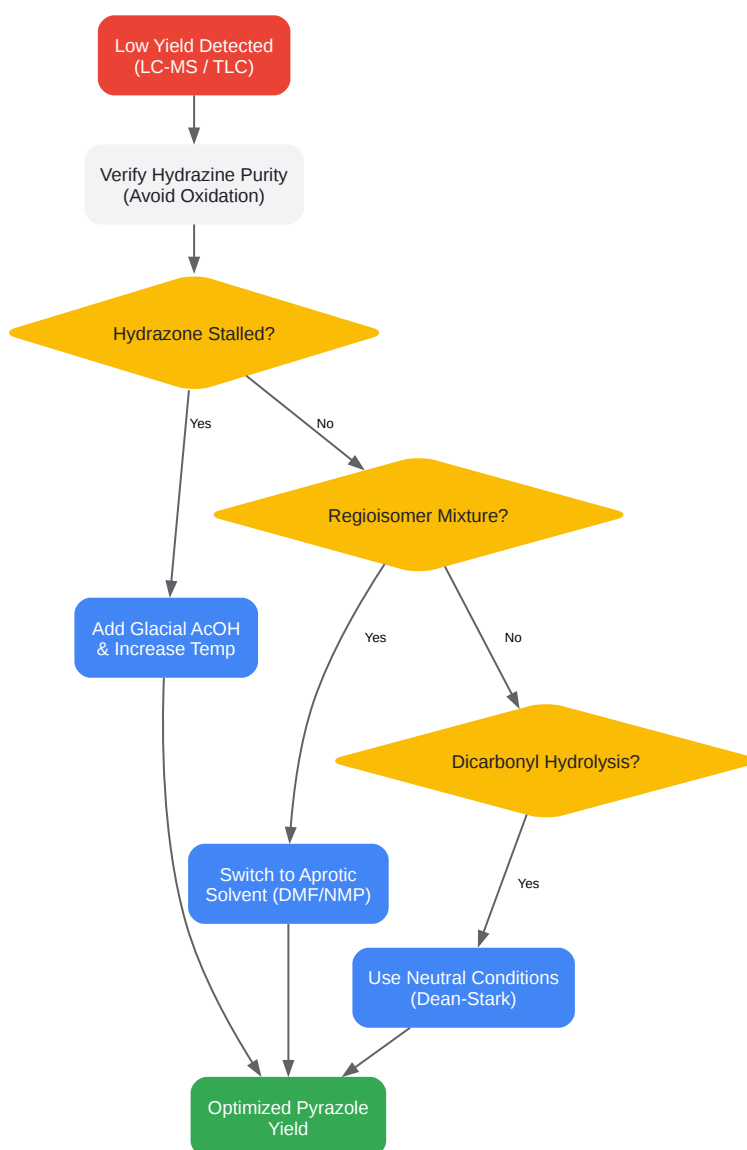 Low Yield Detected
(LC-MS / TLC)
Verify Hydrazine Purity
(Avoid Oxidation)
Hydrazone Stalled?
Yes
No
Regioisomer Mixture?
Add Glacial AcOH
& Increase Temp
Yes
No
Dicarbonyl Hydrolysis?
Switch to Aprotic
Solvent (DMF/NMP)
Yes
Use Neutral Conditions
(Dean-Stark)
Optimized Pyrazole
Yield